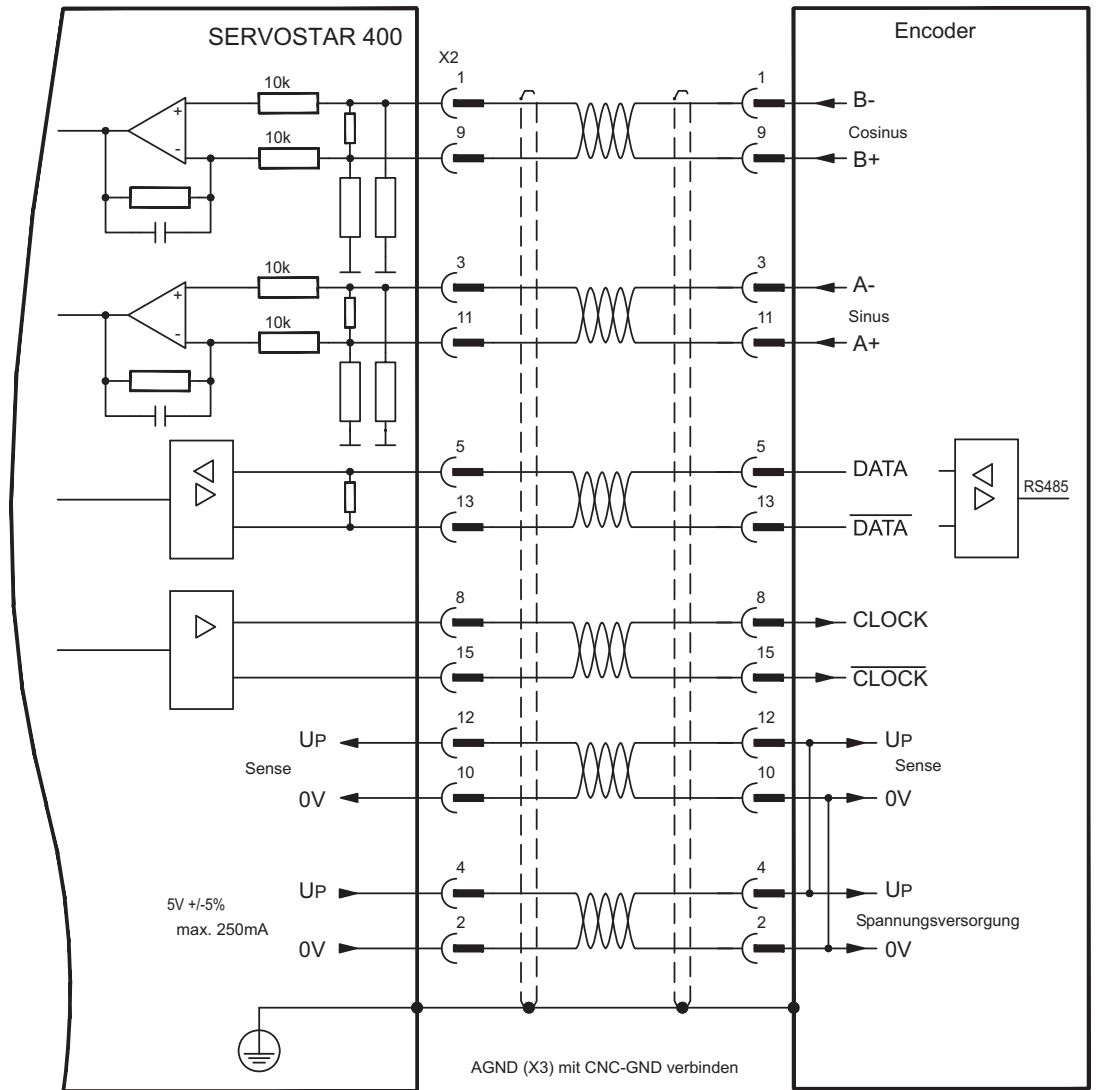 SERVOSTAR 400
Encoder
X2
10k
1
1
B-
+
Cosinus
-
10k
9
9
B+
10k
3
3
A-
+
Sinus
-
10k
11
11
A+
5
5
DATA
RS485
13
13
DATA
8
8
CLOCK
15
15
CLOCK
UP
12
12
UP
Sense
Sense
0V
10
10
0V
UP
4
4
UP
5V +/-5%
max. 250mA
Spannungsversorgung
0V
2
2
0V
AGND (X3) mit CNC-GND verbinden